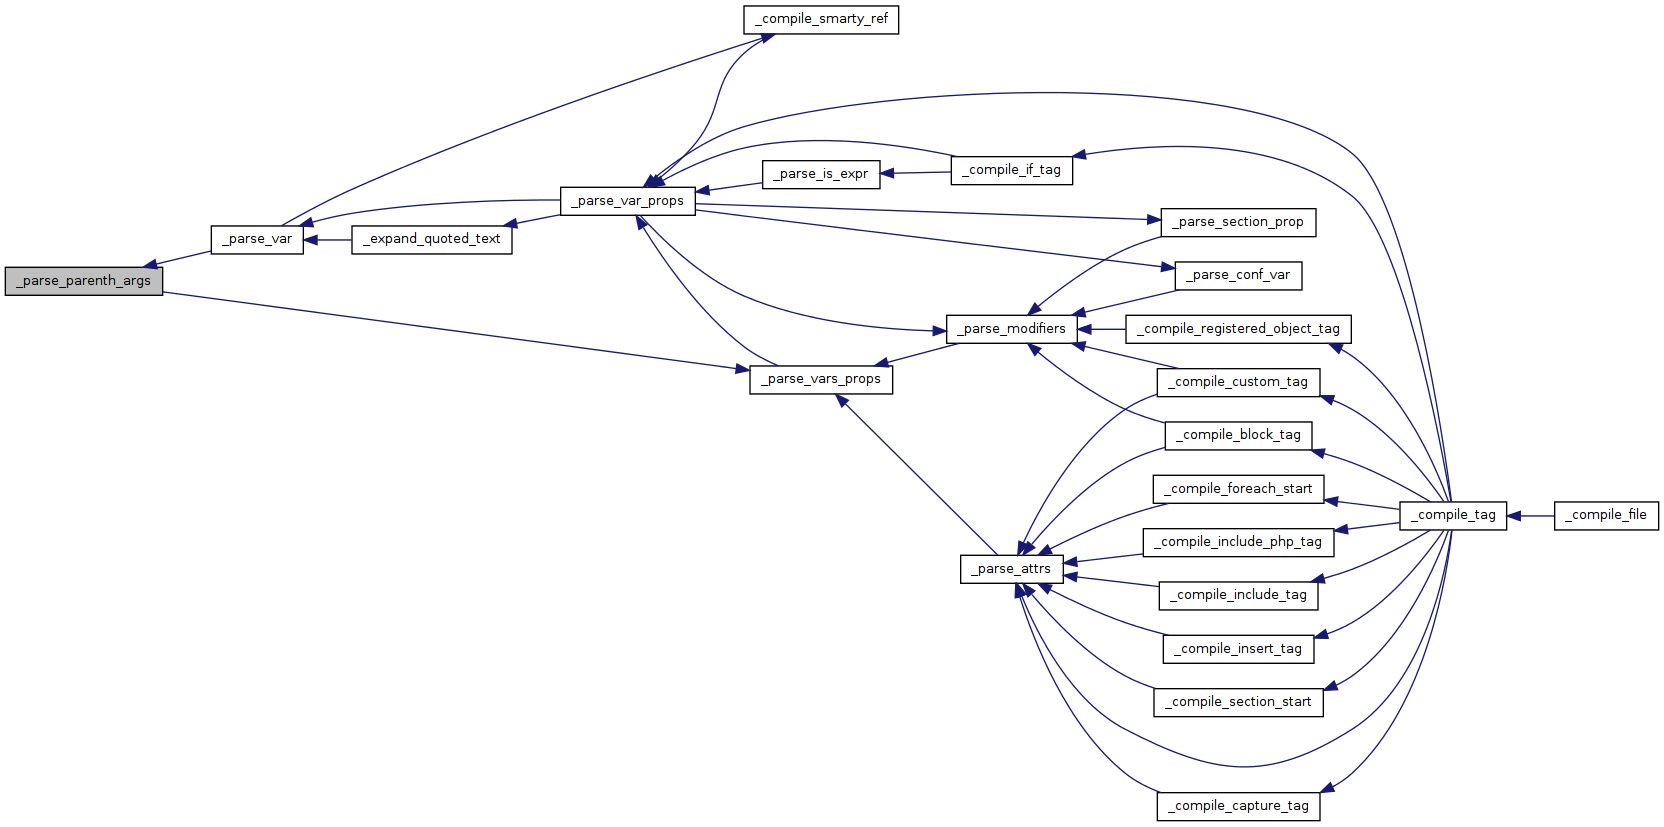 _compile_smarty_ref
_compile_if_tag
_parse_is_expr
_parse_var_props
_parse_section_prop
_parse_var
_expand_quoted_text
_parse_conf_var
_parse_parenth_args
_parse_modifiers
_compile_registered_object_tag
_parse_vars_props
_compile_custom_tag
_compile_block_tag
_compile_foreach_start
_compile_tag
_compile_file
_compile_include_php_tag
_parse_attrs
_compile_include_tag
_compile_insert_tag
_compile_section_start
_compile_capture_tag